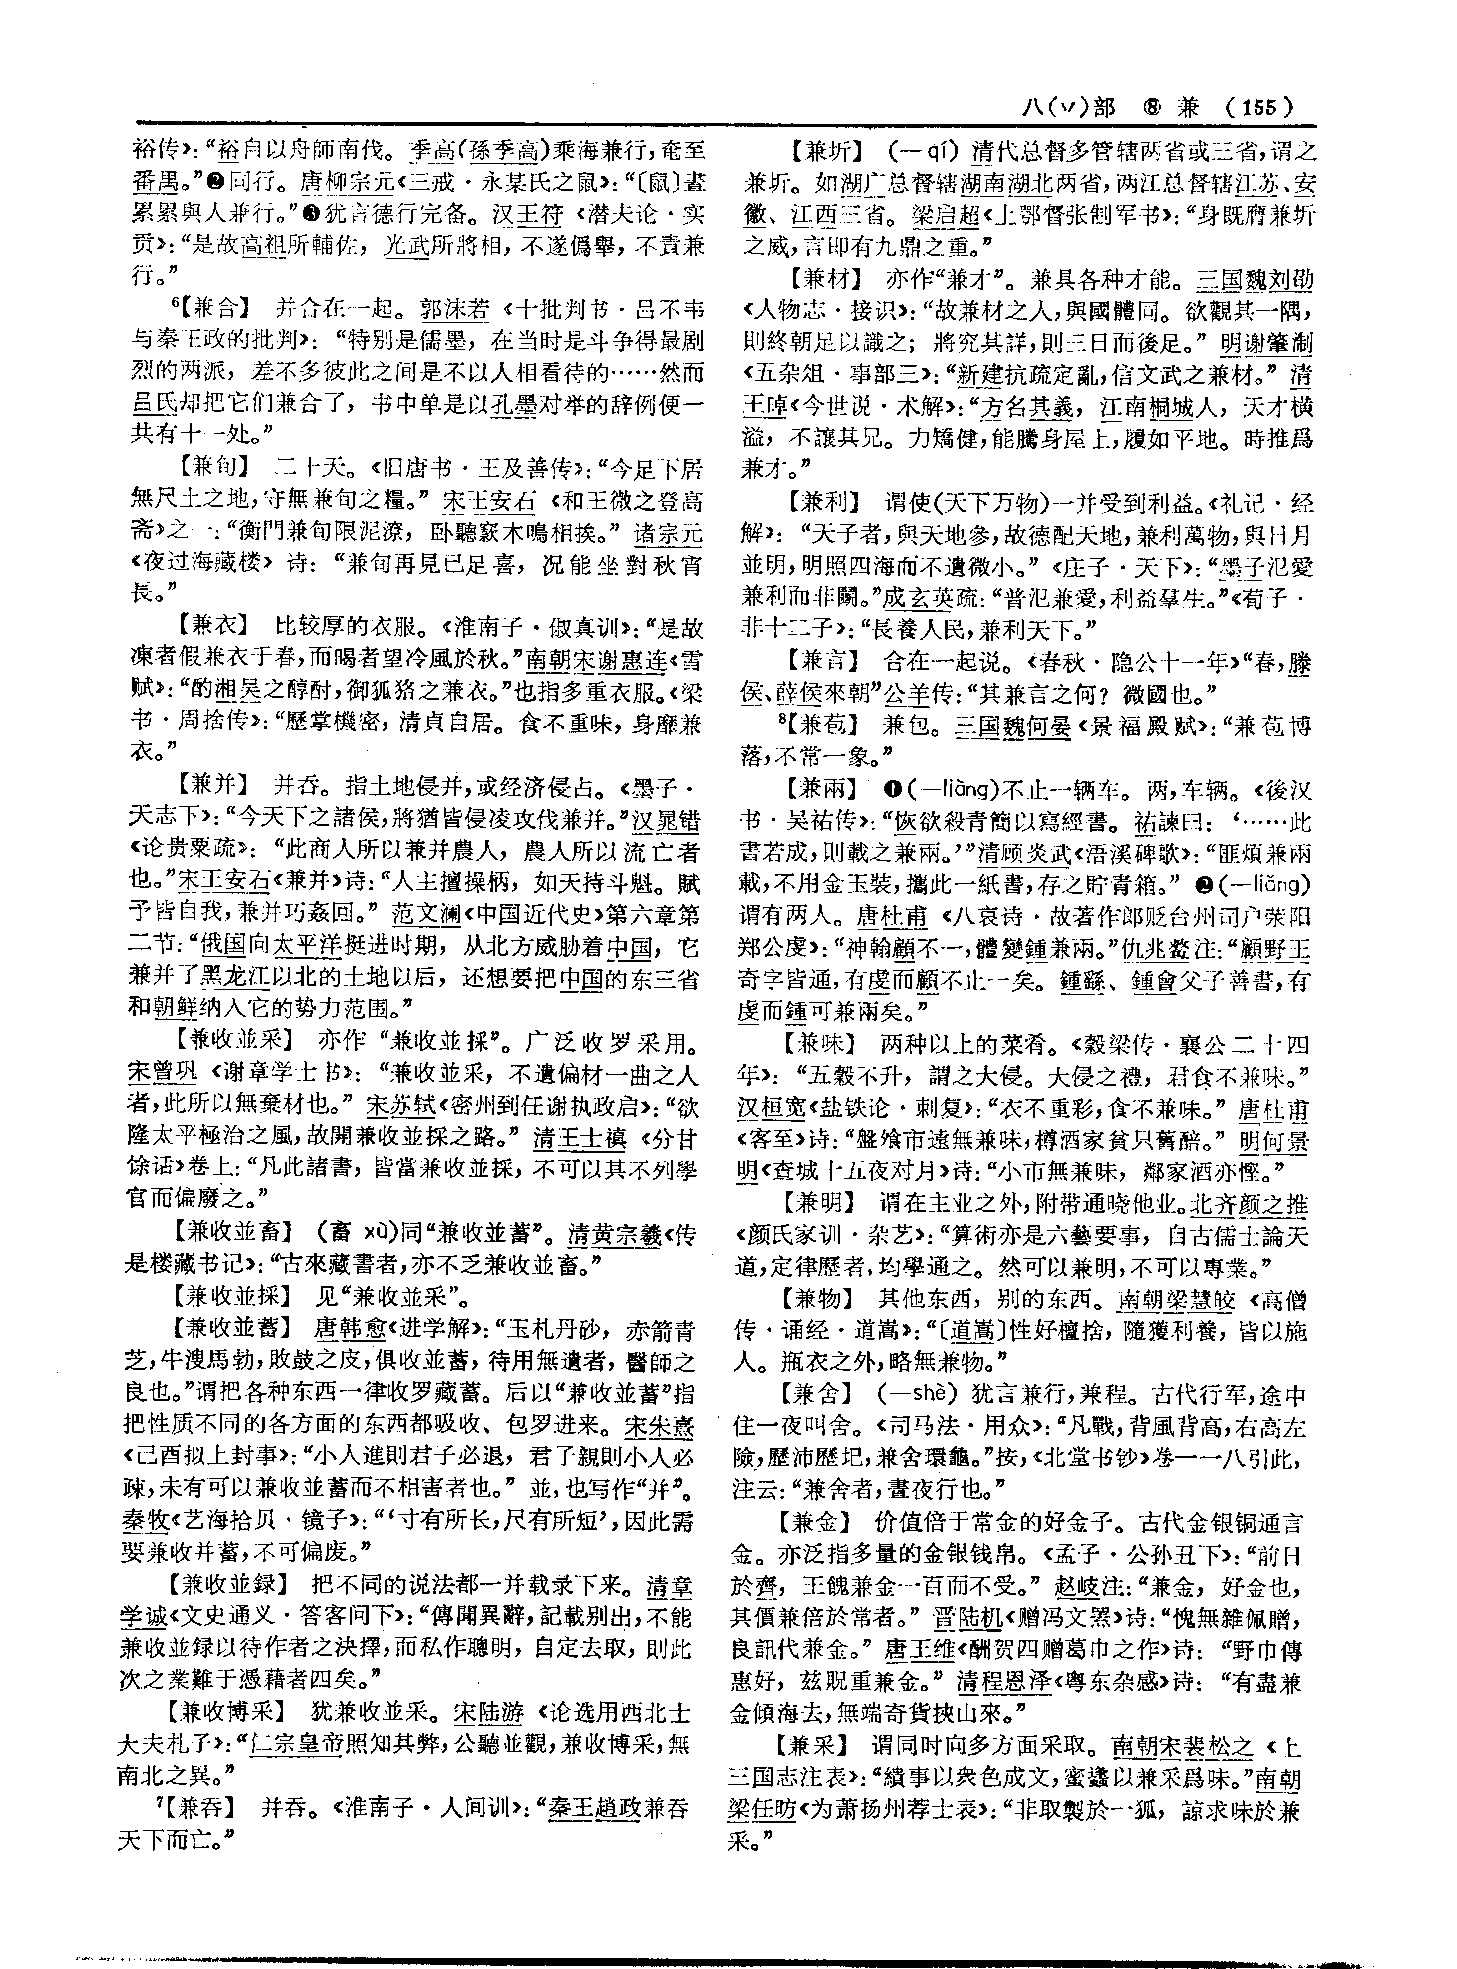 八(丷)部 ⑧ 兼 (155)
裕传》:“裕自以舟師南伐。季高(孫季高)乘海兼行,奄至
番禺。”❷同行。唐柳宗元《三戒·永某氏之鼠》:“〔鼠〕晝
累累與人兼行。”❸犹言德行完备。汉王符《潜夫论·实
贡》:“是故高祖所輔佐,光武所將相,不遂僞舉,不責兼
行。”
⁶【兼合】 并合在一起。郭沫若《十批判书·吕不韦
与秦王政的批判》:“特别是儒墨,在当时是斗争得最剧
烈的两派,差不多彼此之间是不以人相看待的……然而
吕氏却把它们兼合了,书中单是以孔墨对举的辞例便一
共有十一处。”
【兼旬】 二十天。《旧唐书·王及善传》:“今足下居
無尺土之地,守無兼旬之糧。”宋王安石《和王微之登高
斋》之一:“衡門兼旬限泥潦,卧聽窾木鳴相挨。”诸宗元
《夜过海藏楼》诗:“兼旬再見已足喜,况能坐對秋宵
長。”
【兼衣】 比较厚的衣服。《淮南子·俶真训》:“是故
凍者假兼衣于春,而暍者望冷風於秋。”南朝宋谢惠连《雪
赋》:“酌湘吴之醇酎,御狐狢之兼衣。”也指多重衣服。《梁
书·周捨传》:“歷掌機密,清貞自居。食不重味,身靡兼
衣。”
【兼并】 并吞。指土地侵并,或经济侵占。《墨子·
天志下》:“今天下之諸侯,將猶皆侵凌攻伐兼并。”汉晁错
《论贵粟疏》:“此商人所以兼并農人,農人所以流亡者
也。”宋王安石《兼并》诗:“人主擅操柄,如天持斗魁。賦
予皆自我,兼并巧姦回。”范文澜《中国近代史》第六章第
二节:“俄国向太平洋挺进时期,从北方威胁着中国,它
兼并了黑龙江以北的土地以后,还想要把中国的东三省
和朝鲜纳入它的势力范围。”
【兼收並采】 亦作“兼收並採”。广泛收罗采用。
宋曾巩《谢章学士书》:“兼收並采,不遺偏材一曲之人
者,此所以無棄材也。”宋苏轼《密州到任谢执政启》:“欲
隆太平極治之風,故開兼收並採之路。”清王士禛《分甘
馀话》卷上:“凡此諸書,皆當兼收並採,不可以其不列學
官而偏廢之。”
【兼收並畜】 (畜 xù)同“兼收並蓄”。清黄宗羲《传
是楼藏书记》:“古來藏書者,亦不乏兼收並畜。”
【兼收並採】 见“兼收並采”。
【兼收並蓄】 唐韩愈《进学解》:“玉札丹砂,赤箭青
芝,牛溲馬勃,敗鼓之皮,俱收並蓄,待用無遺者,醫師之
良也。”谓把各种东西一律收罗藏蓄。后以“兼收並蓄”指
把性质不同的各方面的东西都吸收、包罗进来。宋朱熹
《己酉拟上封事》:“小人進則君子必退,君子親則小人必
疎,未有可以兼收並蓄而不相害者也。”並,也写作“并”。
秦牧《艺海拾贝·镜子》:“‘寸有所长,尺有所短’,因此需
要兼收并蓄,不可偏废。”
【兼收並録】 把不同的说法都一并载录下来。清章
学诚《文史通义·答客问下》:“傳聞異辭,記載别出,不能
兼收並録以待作者之決擇,而私作聰明,自定去取,則此
次之業難于憑藉者四矣。”
【兼收博采】 犹兼收並采。宋陆游《论选用西北士
大夫札子》:“仁宗皇帝照知其弊,公聽並觀,兼收博采,無
南北之異。”
⁷【兼吞】 并吞。《淮南子·人间训》:“秦王趙政兼吞
天下而亡。”
【兼圻】 (—qí) 清代总督多管辖两省或三省,谓之
兼圻。如湖广总督辖湖南湖北两省,两江总督辖江苏、安
徽、江西三省。梁启超《上鄂督张制军书》:“身既膺兼圻
之威,言即有九鼎之重。”
【兼材】 亦作“兼才”。兼具各种才能。三国魏刘劭
《人物志·接识》:“故兼材之人,與國體同。欲觀其一隅,
則終朝足以識之;將究其詳,則三日而後足。”明谢肇淛
《五杂俎·事部三》:“新建抗疏定亂,信文武之兼材。”清
王晫《今世说·术解》:“方名其義,江南桐城人,天才横
溢,不讓其兄。力矯健,能騰身屋上,履如平地。時推爲
兼才。”
【兼利】 谓使(天下万物)一并受到利益。《礼记·经
解》:“天子者,與天地參,故德配天地,兼利萬物,與日月
並明,明照四海而不遺微小。”《庄子·天下》:“墨子氾愛
兼利而非鬭。”成玄英疏:“普氾兼愛,利益羣生。”《荀子·
非十二子》:“長養人民,兼利天下。”
【兼言】 合在一起说。《春秋·隐公十一年》“春,滕
侯、薛侯來朝”公羊传:“其兼言之何?微國也。”
⁸【兼苞】 兼包。三国魏何晏《景福殿赋》:“兼苞博
落,不常一象。”
【兼兩】 ❶(—liàng)不止一辆车。两,车辆。《後汉
书·吴祐传》:“恢欲殺青簡以寫經書。祐諫曰:‘……此
書若成,則載之兼兩。’”清顾炎武《浯溪碑歌》:“匪煩兼兩
載,不用金玉裝,攜此一紙書,存之貯青箱。”❷(—liǎng)
谓有两人。唐杜甫《八哀诗·故著作郎贬台州司户荥阳
郑公虔》:“神翰顧不一,體變鍾兼兩。”仇兆鳌注:“顧野王
奇字皆通,有虔而顧不止一矣。鍾繇、鍾會父子善書,有
虔而鍾可兼兩矣。”
【兼味】 两种以上的菜肴。《穀梁传·襄公二十四
年》:“五穀不升,謂之大侵。大侵之禮,君食不兼味。”
汉桓宽《盐铁论·刺复》:“衣不重彩,食不兼味。”唐杜甫
《客至》诗:“盤飧市遠無兼味,樽酒家貧只舊醅。”明何景
明《查城十五夜对月》诗:“小市無兼味,鄰家酒亦慳。”
【兼明】 谓在主业之外,附带通晓他业。北齐颜之推
《颜氏家训·杂艺》:“算術亦是六藝要事,自古儒士論天
道,定律歷者,均學通之。然可以兼明,不可以專業。”
【兼物】 其他东西,别的东西。南朝梁慧皎《高僧
传·诵经·道嵩》:“〔道嵩〕性好檀捨,隨獲利養,皆以施
人。瓶衣之外,略無兼物。”
【兼舍】 (—shè) 犹言兼行,兼程。古代行军,途中
住一夜叫舍。《司马法·用众》:“凡戰,背風背高,右高左
險,歷沛歷圮,兼舍環龜。”按,《北堂书钞》卷一一八引此,
注云:“兼舍者,晝夜行也。”
【兼金】 价值倍于常金的好金子。古代金银铜通言
金。亦泛指多量的金银钱帛。《孟子·公孙丑下》:“前日
於齊,王餽兼金一百而不受。”赵岐注:“兼金,好金也,
其價兼倍於常者。”晋陆机《赠冯文罴》诗:“愧無雜佩贈,
良訊代兼金。”唐王维《酬贺四赠葛巾之作》诗:“野巾傳
惠好,兹貺重兼金。”清程恩泽《粤东杂感》诗:“有盡兼
金傾海去,無端奇貨挾山來。”
【兼采】 谓同时向多方面采取。南朝宋裴松之《上
三国志注表》:“繢事以衆色成文,蜜蠭以兼采爲味。”南朝
梁任昉《为萧扬州荐士表》:“非取製於一狐,諒求味於兼
采。”